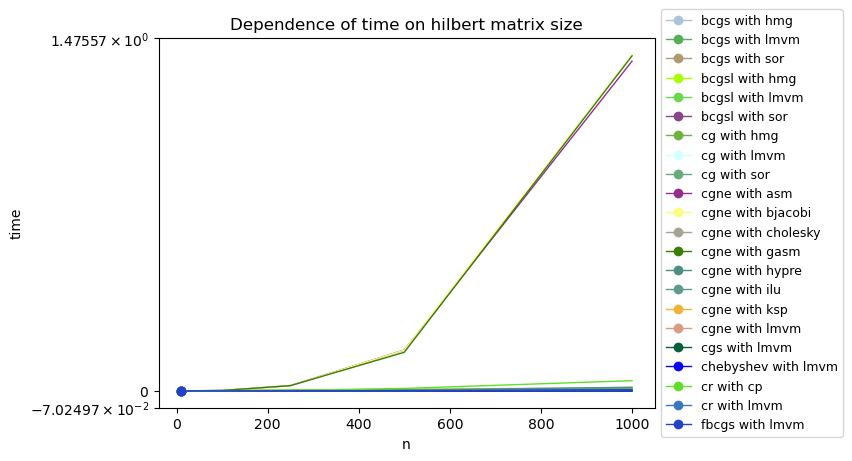 Dependence of time on hilbert matrix size
1.47557 × 10⁰
0
−7.02497 × 10⁻²
time
0 200 400 600 800 1000
n
bcgs with hmg
bcgs with lmvm
bcgs with sor
bcgsl with hmg
bcgsl with lmvm
bcgsl with sor
cg with hmg
cg with lmvm
cg with sor
cgne with asm
cgne with bjacobi
cgne with cholesky
cgne with gasm
cgne with hypre
cgne with ilu
cgne with ksp
cgne with lmvm
cgs with lmvm
chebyshev with lmvm
cr with cp
cr with lmvm
fbcgs with lmvm